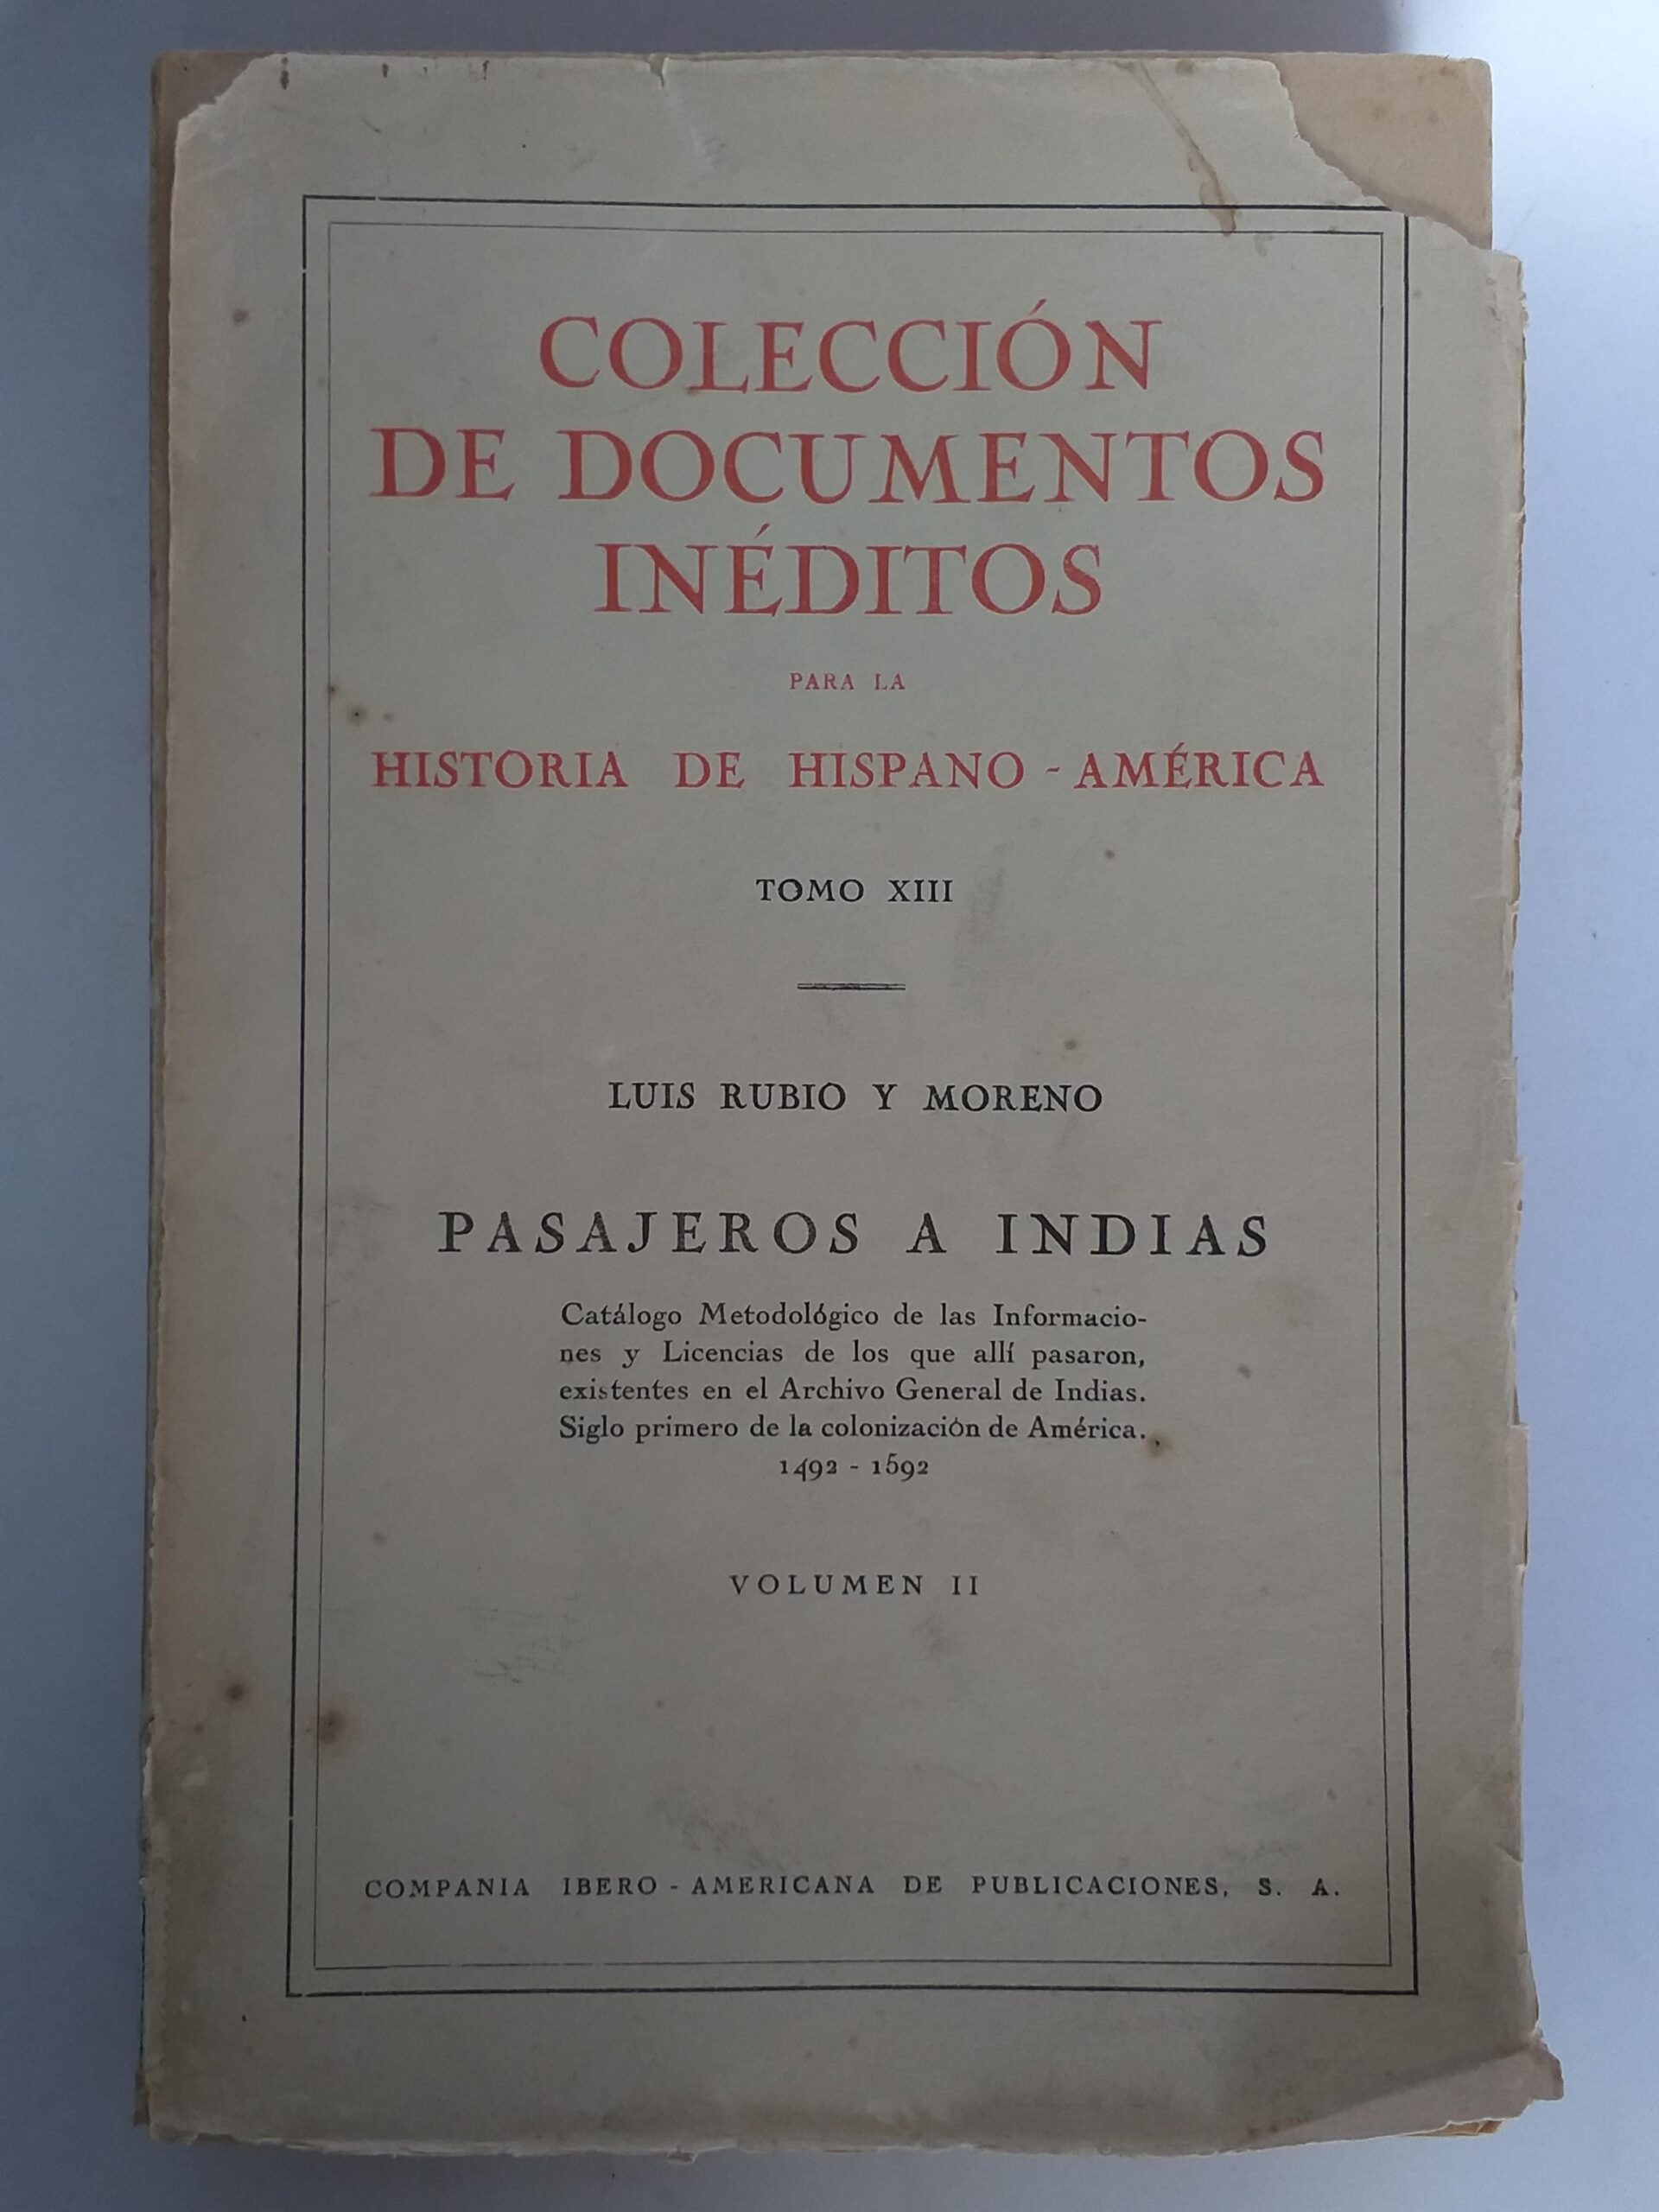 COLECCIÓN
DE DOCUMENTOS
INÉDITOS
PARA LA
HISTORIA DE HISPANO - AMÉRICA
TOMO XIII
LUIS RUBIO Y MORENO
PASAJEROS A INDIAS
Catálogo Metodológico de las Informacio-
nes y Licencias de los que allí pasaron,
existentes en el Archivo General de Indias.
Siglo primero de la colonización de América.
1492 - 1592
VOLUMEN II
COMPANIA IBERO - AMERICANA DE PUBLICACIONES, S. A.